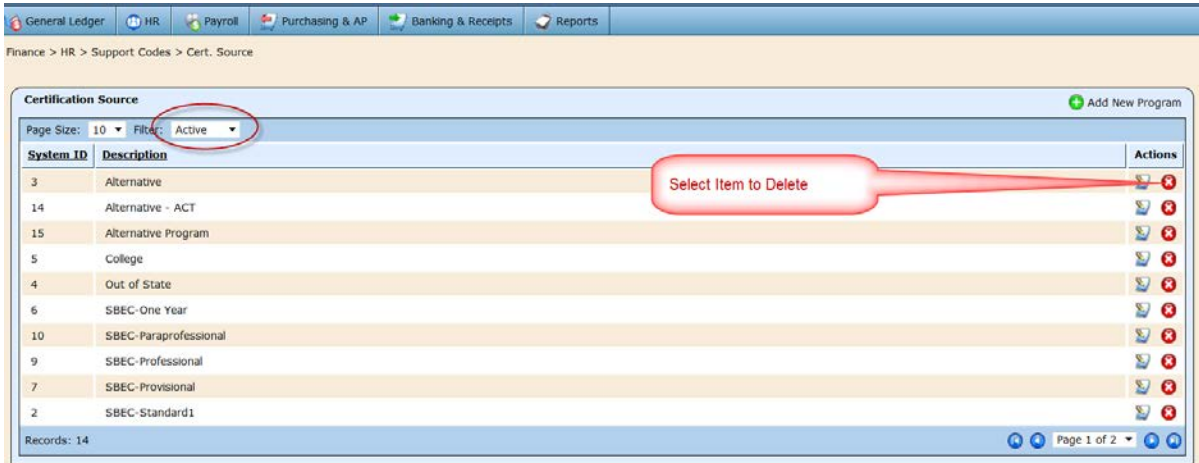 General Ledger HR Payroll Purchasing & AP Banking & Receipts Reports
Finance > HR > Support Codes > Cert. Source
Certification Source Add New Program
Page Size: 10 Filter: Active
System ID Description Actions
3 Alternative
Select Item to Delete
14 Alternative - ACT
15 Alternative Program
5 College
4 Out of State
6 SBEC-One Year
10 SBEC-Paraprofessional
9 SBEC-Professional
7 SBEC-Provisional
2 SBEC-Standard1
Records: 14 Page 1 of 2